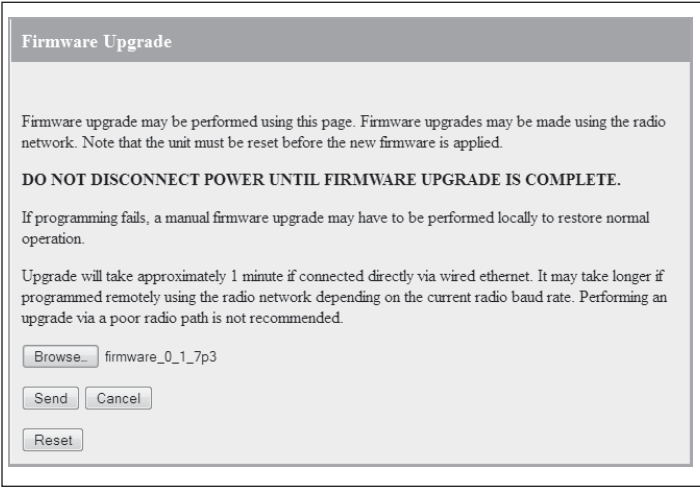 Firmware Upgrade
Firmware upgrade may be performed using this page. Firmware upgrades may be made using the radio
network. Note that the unit must be reset before the new firmware is applied.
DO NOT DISCONNECT POWER UNTIL FIRMWARE UPGRADE IS COMPLETE.
If programming fails, a manual firmware upgrade may have to be performed locally to restore normal
operation.
Upgrade will take approximately 1 minute if connected directly via wired ethernet. It may take longer if
programmed remotely using the radio network depending on the current radio baud rate. Performing an
upgrade via a poor radio path is not recommended.
Browse... firmware_0_1_7p3
Send Cancel
Reset